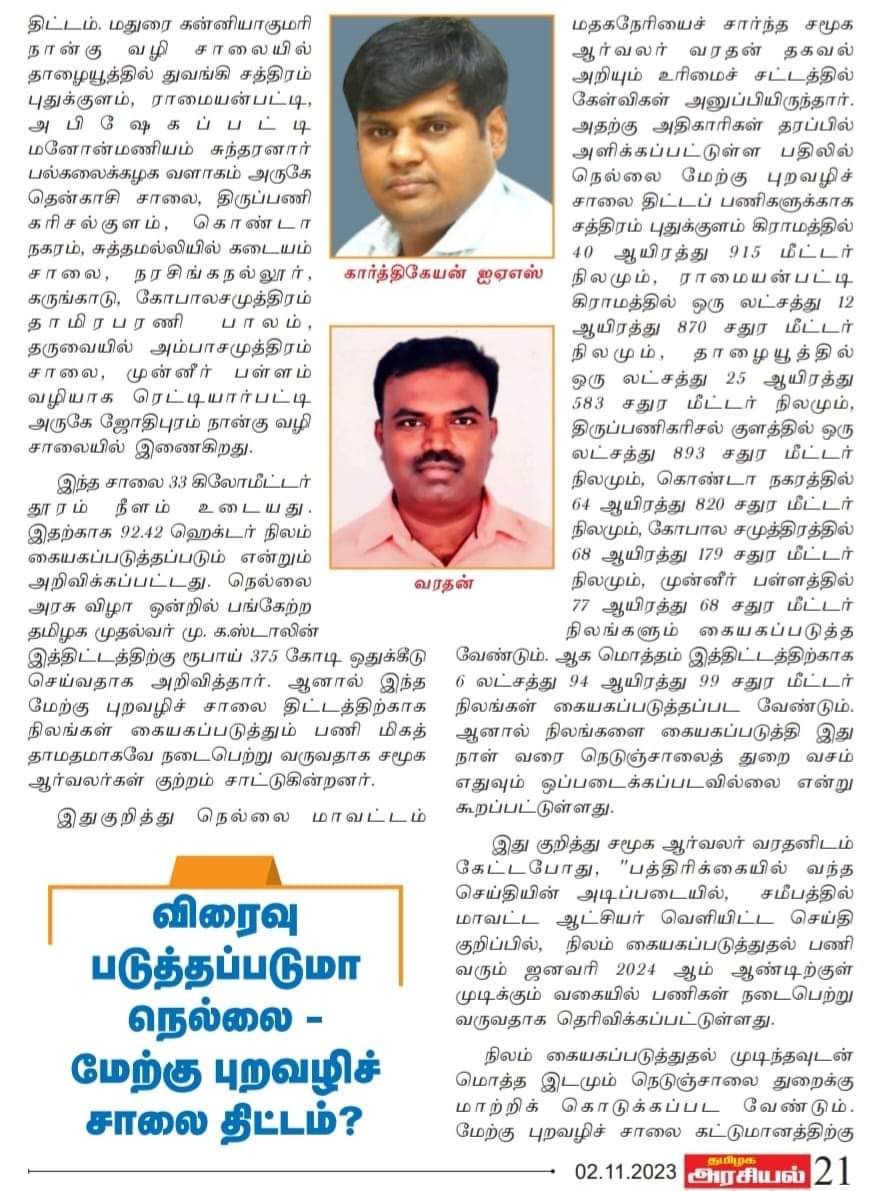 திட்டம். மதுரை கன்னியாகுமரி
நான்கு வழி சாலையில்
தாழையூத்தில் துவங்கி சத்திரம்
புதுக்குளம், ராமையன்பட்டி,
அபிஷேகப்பட்டி
மனோன்மணியம் சுந்தரனார்
பல்கலைக்கழக வளாகம் அருகே
தென்காசி சாலை, திருப்பணி
கரிசல்குளம், கொண்டா
நகரம், சுத்தமல்லியில் கடையம்
சாலை, நரசிங்கநல்லூர்,
கருங்காடு, கோபாலசமுத்திரம்
தாமிரபரணி பாலம்,
தருவையில் அம்பாசமுத்திரம்
சாலை, முன்னீர் பள்ளம்
வழியாக ரெட்டியார்பட்டி
அருகே ஜோதிபுரம் நான்கு வழி
சாலையில் இணைகிறது.
இந்த சாலை 33 கிலோமீட்டர்
தூரம் நீளம் உடையது.
இதற்காக 92.42 ஹெக்டர் நிலம்
கையகப்படுத்தப்படும் என்றும்
அறிவிக்கப்பட்டது. நெல்லை
அரசு விழா ஒன்றில் பங்கேற்ற
தமிழக முதல்வர் மு. க.ஸ்டாலின்
இத்திட்டத்திற்கு ரூபாய் 375 கோடி ஒதுக்கீடு
செய்வதாக அறிவித்தார். ஆனால் இந்த
மேற்கு புறவழிச் சாலை திட்டத்திற்காக
நிலங்கள் கையகப்படுத்தும் பணி மிகத்
தாமதமாகவே நடைபெற்று வருவதாக சமூக
ஆர்வலர்கள் குற்றம் சாட்டுகின்றனர்.
இதுகுறித்து நெல்லை மாவட்டம்
விரைவு
படுத்தப்படுமா
நெல்லை -
மேற்கு புறவழிச்
சாலை திட்டம்?
கார்த்திகேயன் ஐஏஎஸ்
வரதன்
மதகநேரியைச் சார்ந்த சமூக
ஆர்வலர் வரதன் தகவல்
அறியும் உரிமைச் சட்டத்தில்
கேள்விகள் அனுப்பியிருந்தார்.
அதற்கு அதிகாரிகள் தரப்பில்
அளிக்கப்பட்டுள்ள பதிலில்
நெல்லை மேற்கு புறவழிச்
சாலை திட்டப் பணிகளுக்காக
சத்திரம் புதுக்குளம் கிராமத்தில்
40 ஆயிரத்து 915 மீட்டர்
நிலமும், ராமையன்பட்டி
கிராமத்தில் ஒரு லட்சத்து 12
ஆயிரத்து 870 சதுர மீட்டர்
நிலமும், தாழையூத்தில்
ஒரு லட்சத்து 25 ஆயிரத்து
583 சதுர மீட்டர் நிலமும்,
திருப்பணிகரிசல் குளத்தில் ஒரு
லட்சத்து 893 சதுர மீட்டர்
நிலமும், கொண்டா நகரத்தில்
64 ஆயிரத்து 820 சதுர மீட்டர்
நிலமும், கோபால சமுத்திரத்தில்
68 ஆயிரத்து 179 சதுர மீட்டர்
நிலமும், முன்னீர் பள்ளத்தில்
77 ஆயிரத்து 68 சதுர மீட்டர்
நிலங்களும் கையகப்படுத்த
வேண்டும். ஆக மொத்தம் இத்திட்டத்திற்காக
6 லட்சத்து 94 ஆயிரத்து 99 சதுர மீட்டர்
நிலங்கள் கையகப்படுத்தப்பட வேண்டும்.
ஆனால் நிலங்களை கையகப்படுத்தி இது
நாள் வரை நெடுஞ்சாலைத் துறை வசம்
எதுவும் ஒப்படைக்கப்படவில்லை என்று
கூறப்பட்டுள்ளது.
இது குறித்து சமூக ஆர்வலர் வரதனிடம்
கேட்டபோது, "பத்திரிக்கையில் வந்த
செய்தியின் அடிப்படையில், சமீபத்தில்
மாவட்ட ஆட்சியர் வெளியிட்ட செய்தி
குறிப்பில், நிலம் கையகப்படுத்துதல் பணி
வரும் ஜனவரி 2024 ஆம் ஆண்டிற்குள்
முடிக்கும் வகையில் பணிகள் நடைபெற்று
வருவதாக தெரிவிக்கப்பட்டுள்ளது.
நிலம் கையகப்படுத்துதல் முடிந்தவுடன்
மொத்த இடமும் நெடுஞ்சாலை துறைக்கு
மாற்றிக் கொடுக்கப்பட வேண்டும்.
மேற்கு புறவழிச் சாலை கட்டுமானத்திற்கு
02.11.2023 தமிழக அரசியல் 21